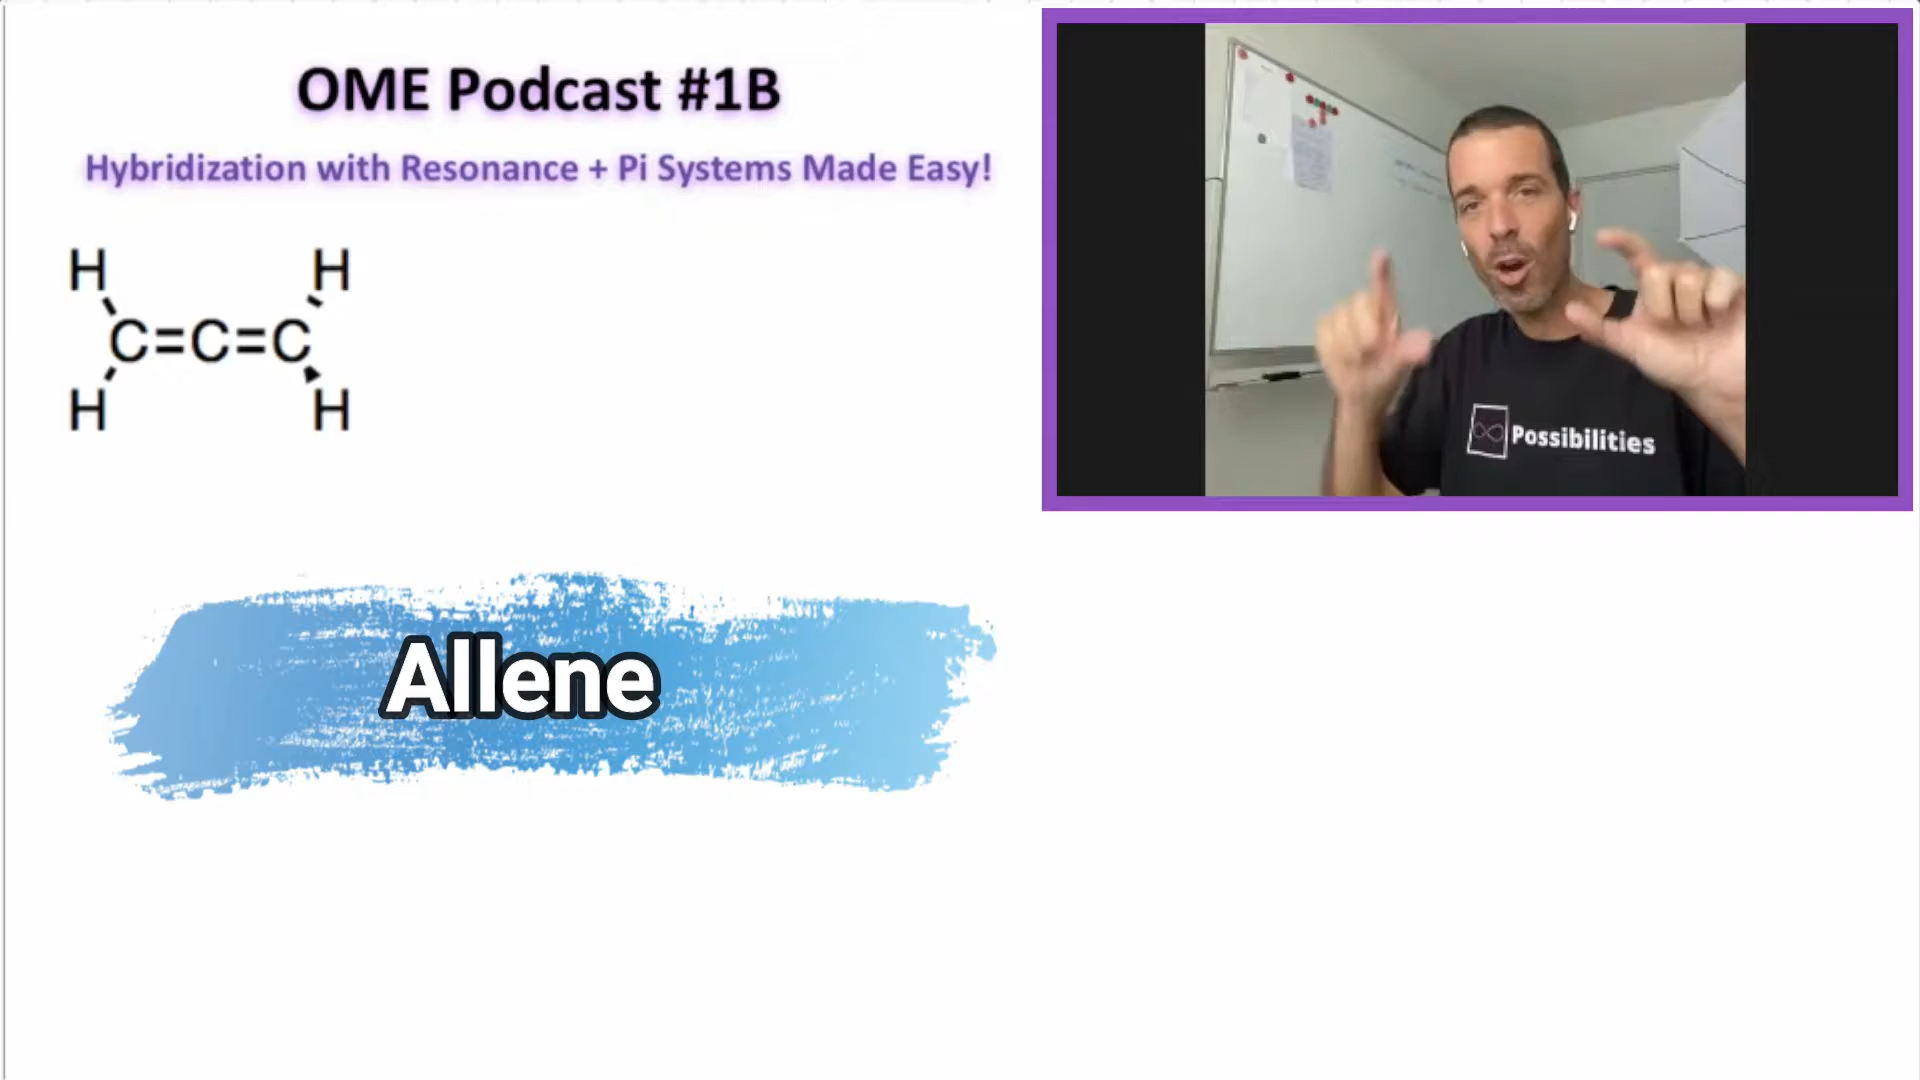 OME Podcast #1B
Hybridization with Resonance + Pi Systems Made Easy!
H H
C=C=C
H H
Possibilities
Allene